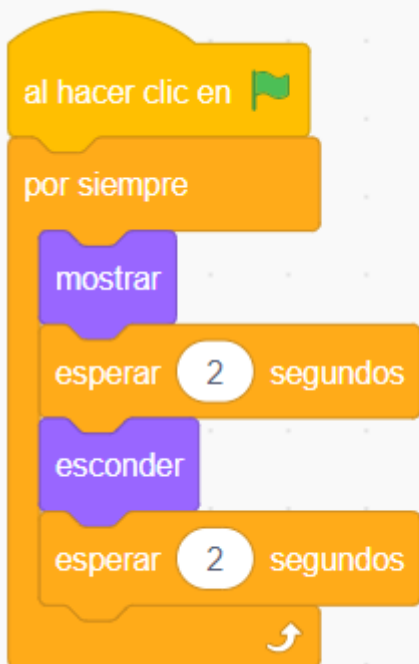 al hacer clic en
por siempre
mostrar
esperar 2 segundos
esconder
esperar 2 segundos